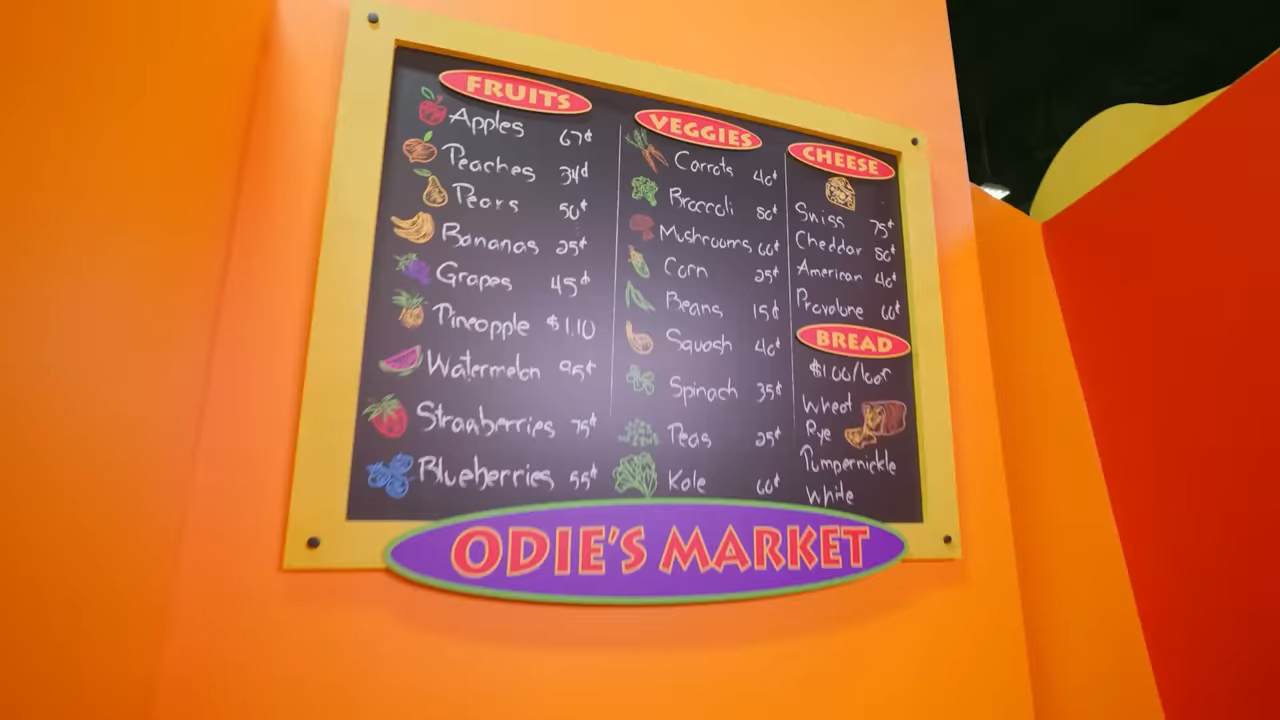 FRUITS
Apples 67¢
Peaches 34¢
Pears 50¢
Bananas 25¢
Grapes 45¢
Pineapple $1.10
Watermelon 95¢
Strawberries 75¢
Blueberries 55¢
VEGGIES
Carrots 40¢
Broccoli 50¢
Mushrooms 60¢
Corn 25¢
Beans 15¢
Squash 40¢
Spinach 35¢
Peas 25¢
Kale 60¢
CHEESE
Swiss 75¢
Cheddar 50¢
American 40¢
Provolone 60¢
BREAD
$1.00/loaf
Wheat
Rye
Pumpernickle
White
ODIE'S MARKET